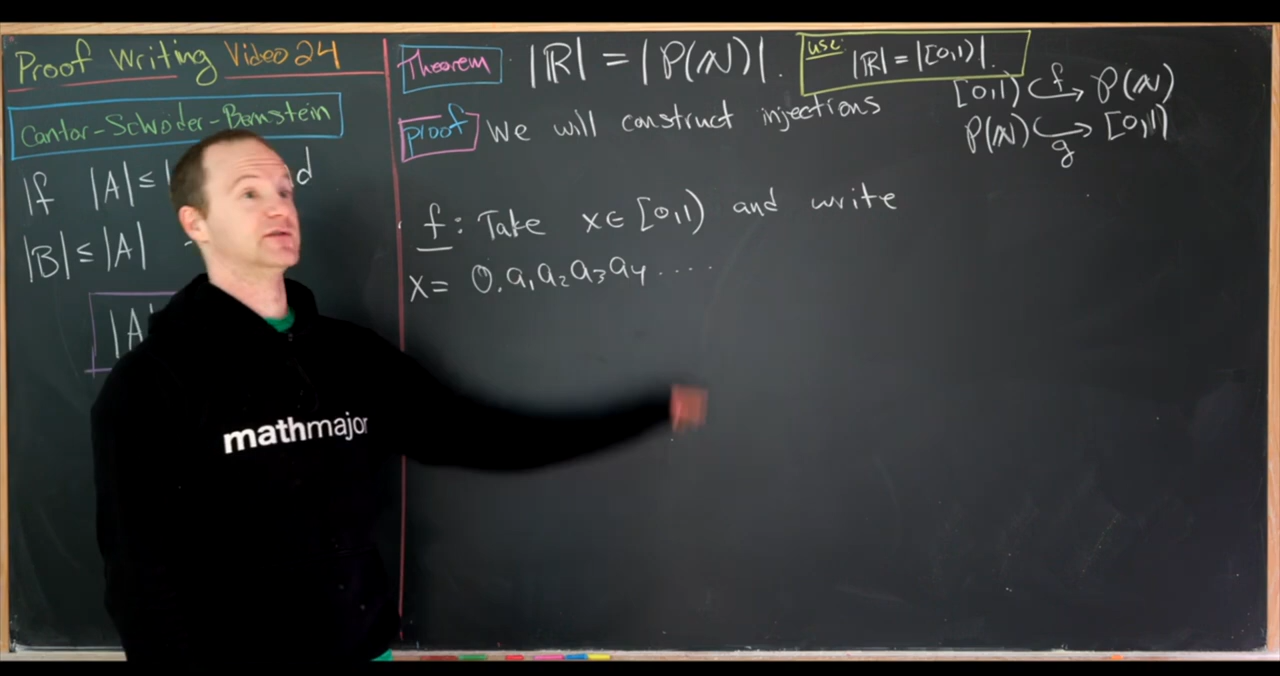 Proof Writing Video 24
Cantor-Schroder-Bernstein
If |A| ≤ | d
|B| ≤ |A|
|A|
Theorem |ℝ| = |P(ℕ)|.
use: |ℝ| = |[0,1)|.
proof We will construct injections
[0,1) f↪ P(ℕ)
P(ℕ) ↪g [0,1)
f: Take x ∈ [0,1) and write
x = 0.a₁a₂a₃a₄....
mathmajor